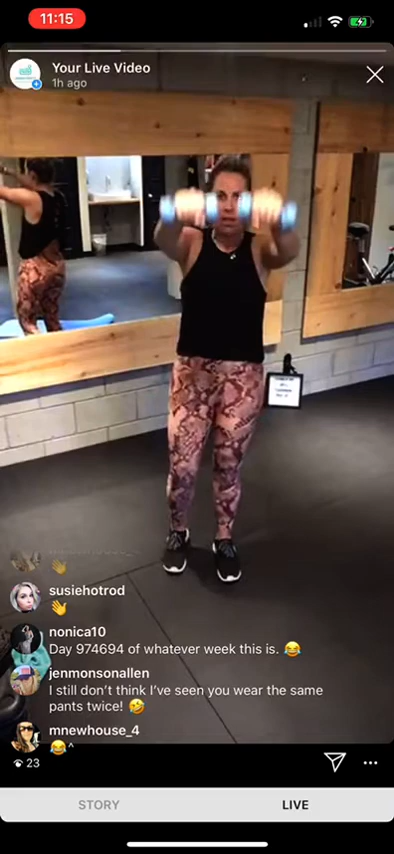 11:15
Your Live Video
1h ago
susiehotrod
👋
nonica10
Day 974694 of whatever week this is. 😂
jenmonsonallen
I still don't think I've seen you wear the same
pants twice! 🤣
mnewhouse_4
😂^
23
STORY
LIVE